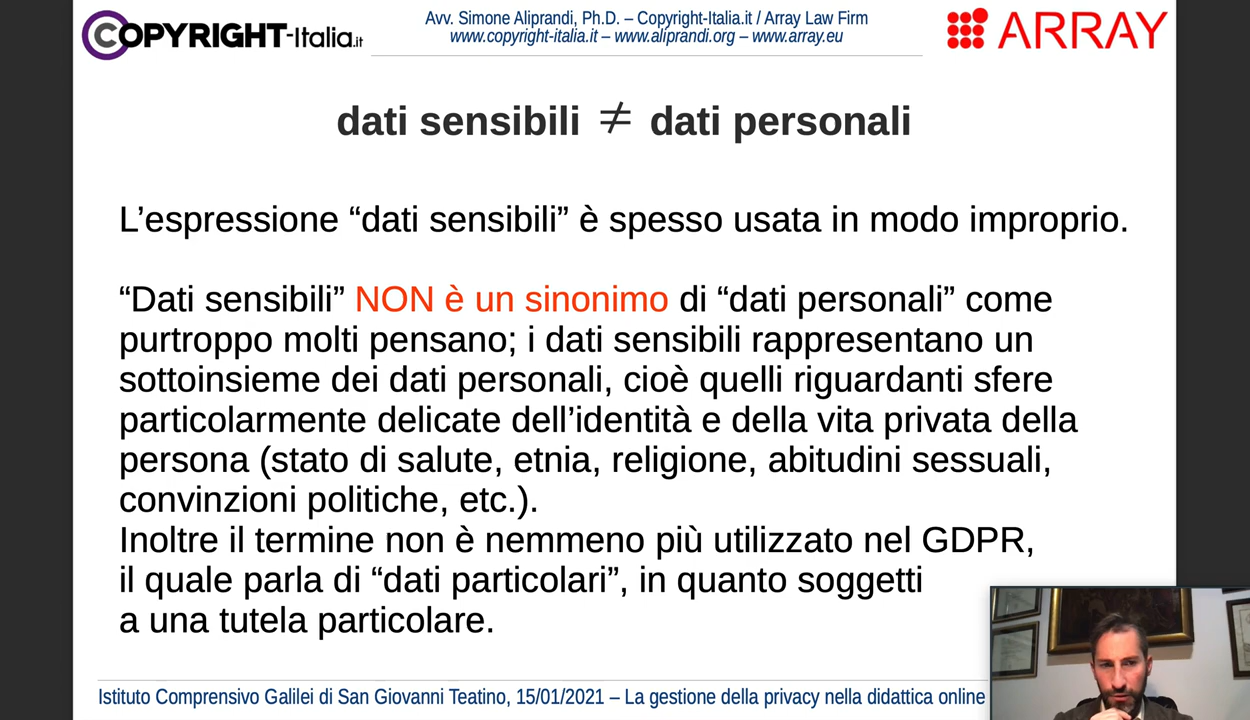 COPYRIGHT-Italia.it
Avv. Simone Aliprandi, Ph.D. – Copyright-Italia.it / Array Law Firm
www.copyright-italia.it – www.aliprandi.org – www.array.eu
ARRAY
dati sensibili ≠ dati personali
L’espressione “dati sensibili” è spesso usata in modo improprio.
“Dati sensibili” NON è un sinonimo di “dati personali” come
purtroppo molti pensano; i dati sensibili rappresentano un
sottoinsieme dei dati personali, cioè quelli riguardanti sfere
particolarmente delicate dell’identità e della vita privata della
persona (stato di salute, etnia, religione, abitudini sessuali,
convinzioni politiche, etc.).
Inoltre il termine non è nemmeno più utilizzato nel GDPR,
il quale parla di “dati particolari”, in quanto soggetti
a una tutela particolare.
Istituto Comprensivo Galilei di San Giovanni Teatino, 15/01/2021 – La gestione della privacy nella didattica online